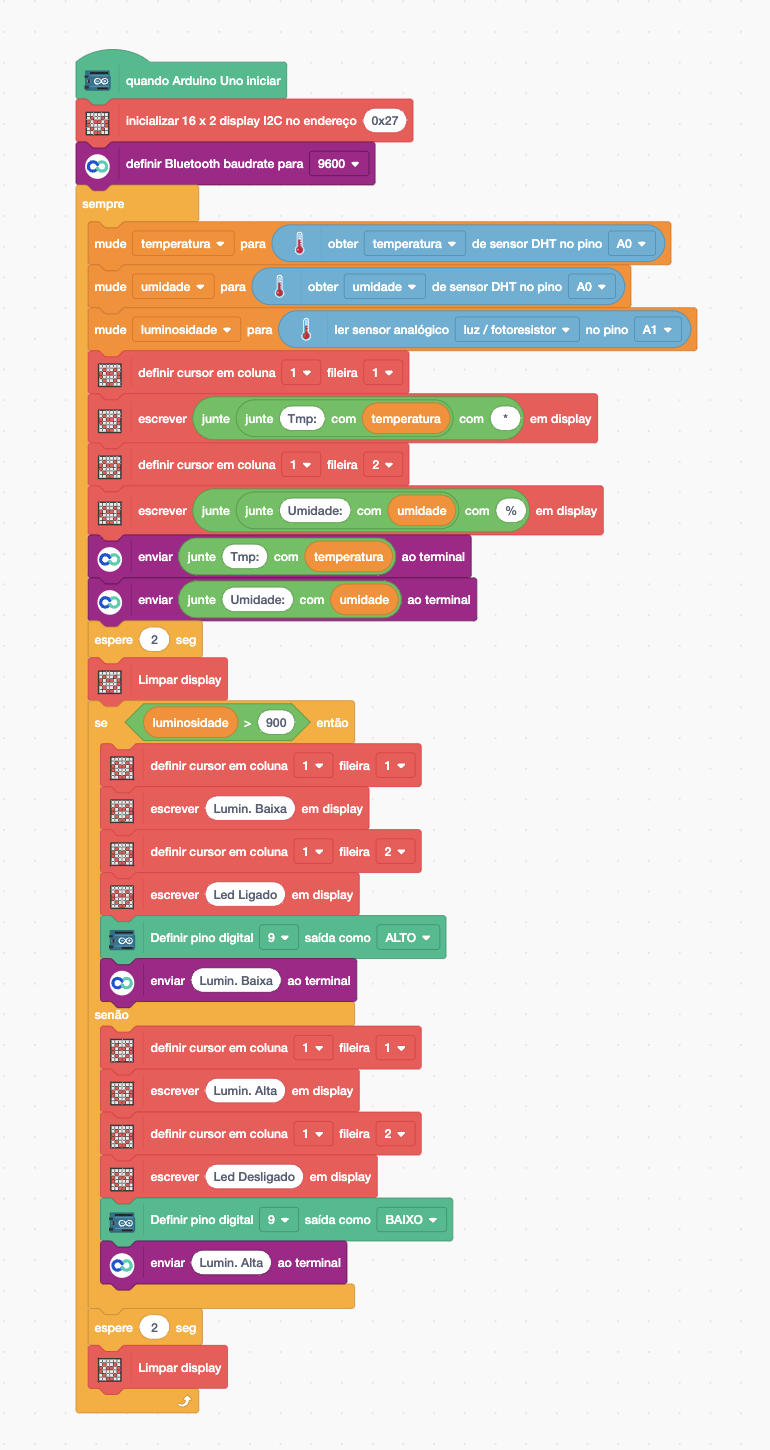 quando Arduino Uno iniciar
inicializar 16 x 2 display I2C no endereço 0x27
definir Bluetooth baudrate para 9600
sempre
mude temperatura para obter temperatura de sensor DHT no pino A0
mude umidade para obter umidade de sensor DHT no pino A0
mude luminosidade para ler sensor analógico luz / fotoresistor no pino A1
definir cursor em coluna 1 fileira 1
escrever junte junte Tmp: com temperatura com * em display
definir cursor em coluna 1 fileira 2
escrever junte junte Umidade: com umidade com % em display
enviar junte Tmp: com temperatura ao terminal
enviar junte Umidade: com umidade ao terminal
espere 2 seg
Limpar display
se luminosidade > 900 então
definir cursor em coluna 1 fileira 1
escrever Lumin. Baixa em display
definir cursor em coluna 1 fileira 2
escrever Led Ligado em display
Definir pino digital 9 saída como ALTO
enviar Lumin. Baixa ao terminal
senão
definir cursor em coluna 1 fileira 1
escrever Lumin. Alta em display
definir cursor em coluna 1 fileira 2
escrever Led Desligado em display
Definir pino digital 9 saída como BAIXO
enviar Lumin. Alta ao terminal
espere 2 seg
Limpar display